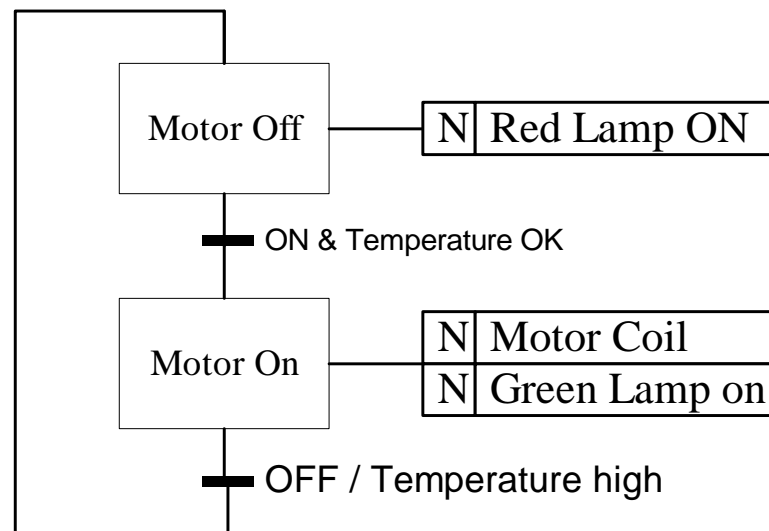 Motor Off
N Red Lamp ON
ON & Temperature OK
Motor On
N Motor Coil
N Green Lamp on
OFF / Temperature high